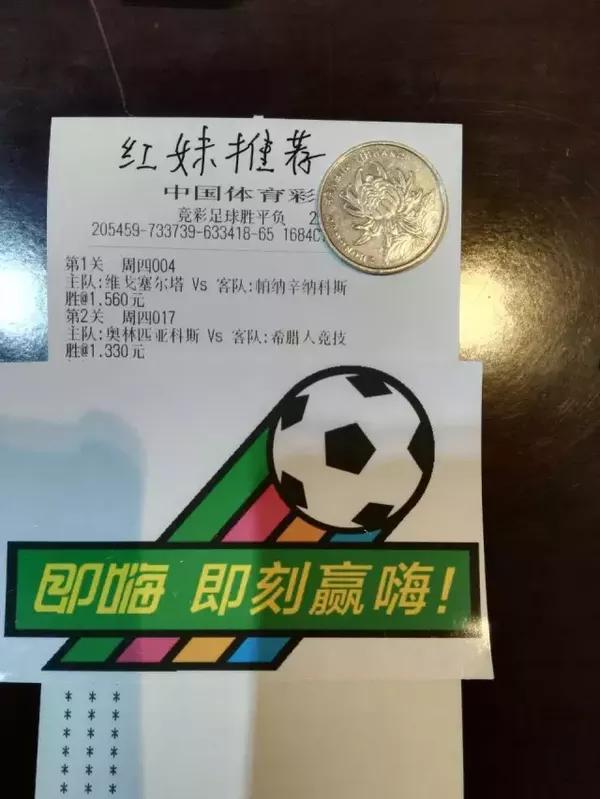 红妹推荐
中国体育彩
竞彩足球胜平负 2
205459-733739-633418-65 1684C
第1关 周四004
主队:维戈塞尔塔 Vs 客队:帕纳辛纳科斯
胜@1.560元
第2关 周四017
主队:奥林匹亚科斯 Vs 客队:希腊人竞技
胜@1.330元
即嗨 即刻赢嗨!
* * *
* * *
* * *
* * *
* * *
* * *